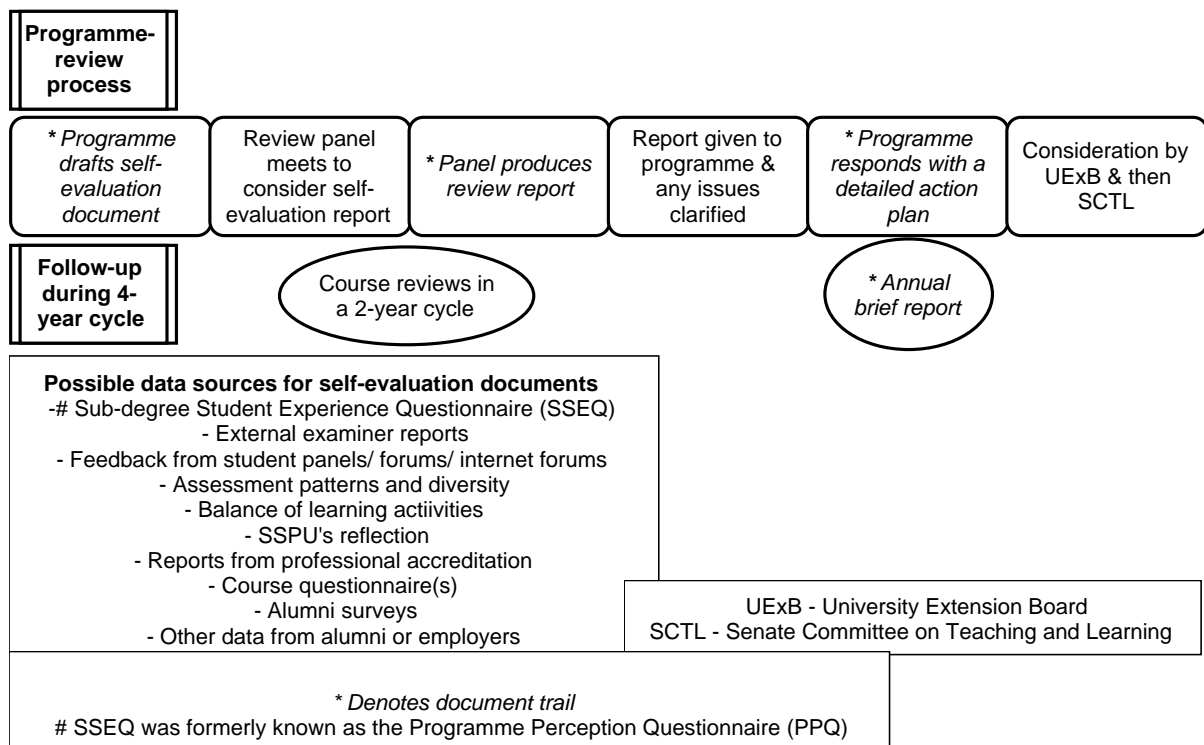 Programme-
review
process
* Programme
drafts self-
evaluation
document
Review panel
meets to
consider self-
evaluation report
* Panel produces
review report
Report given to
programme &
any issues
clarified
* Programme
responds with a
detailed action
plan
Consideration by
UExB & then
SCTL
Follow-up
during 4-
year cycle
Course reviews in
a 2-year cycle
* Annual
brief report
Possible data sources for self-evaluation documents
-# Sub-degree Student Experience Questionnaire (SSEQ)
- External examiner reports
- Feedback from student panels/ forums/ internet forums
- Assessment patterns and diversity
- Balance of learning actiivities
- SSPU's reflection
- Reports from professional accreditation
- Course questionnaire(s)
- Alumni surveys
- Other data from alumni or employers
UExB - University Extension Board
SCTL - Senate Committee on Teaching and Learning
* Denotes document trail
# SSEQ was formerly known as the Programme Perception Questionnaire (PPQ)